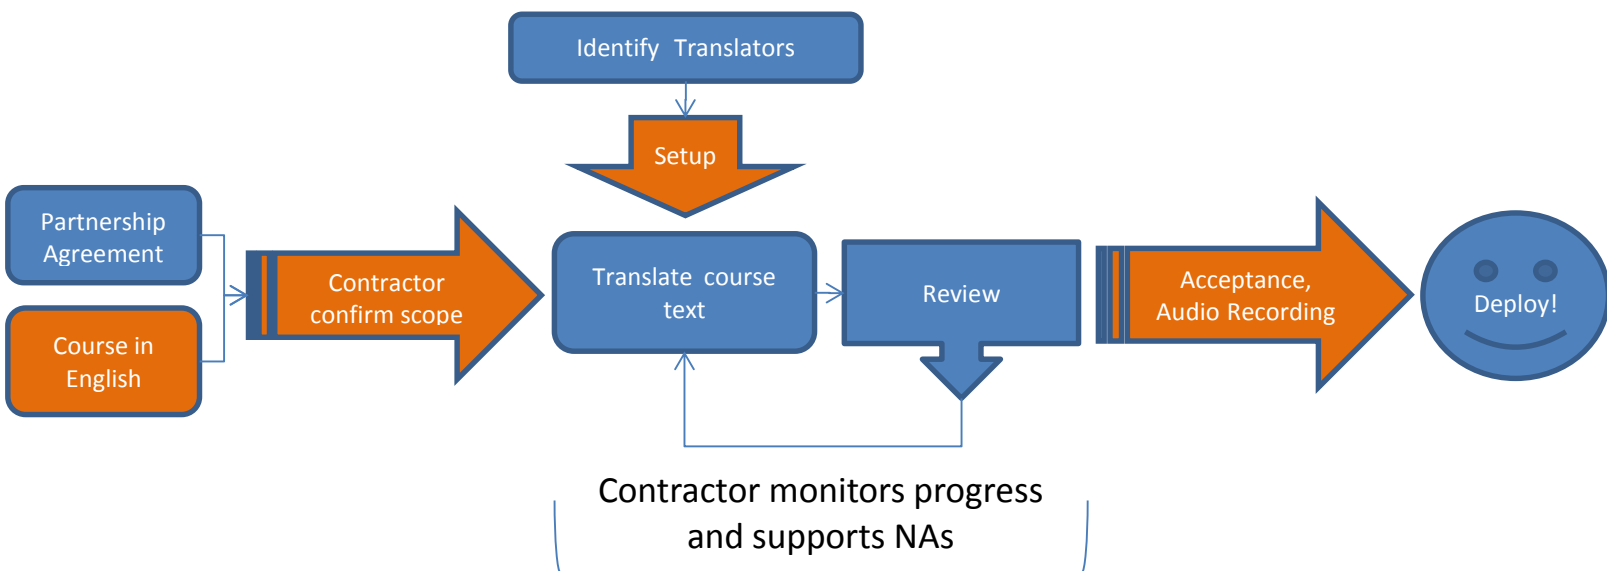 Identify Translators
Setup
Partnership
Agreement
Course in
English
Contractor
confirm scope
Translate course
text
Review
Acceptance,
Audio Recording
Deploy!
Contractor monitors progress
and supports NAs